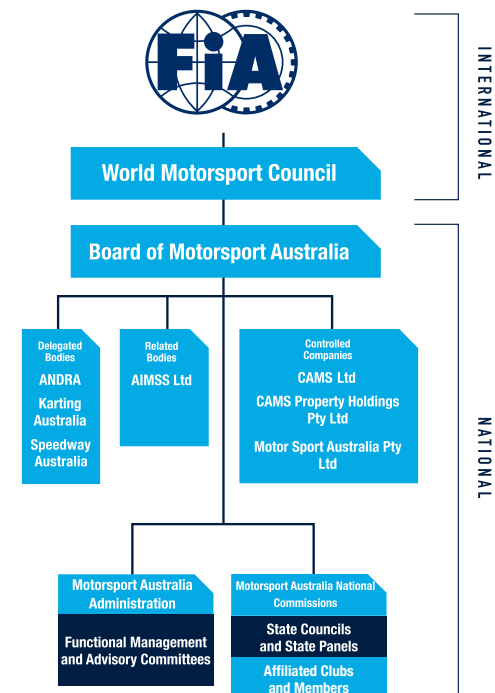 FiA
INTERNATIONAL
World Motorsport Council
Board of Motorsport Australia
NATIONAL
Delegated
Bodies
ANDRA
Karting
Australia
Speedway
Australia
Related
Bodies
AIMSS Ltd
Controlled
Companies
CAMS Ltd
CAMS Property Holdings
Pty Ltd
Motor Sport Australia Pty
Ltd
Motorsport Australia
Administration
Functional Management
and Advisory Committees
Motorsport Australia National
Commissions
State Councils
and State Panels
Affiliated Clubs
and Members